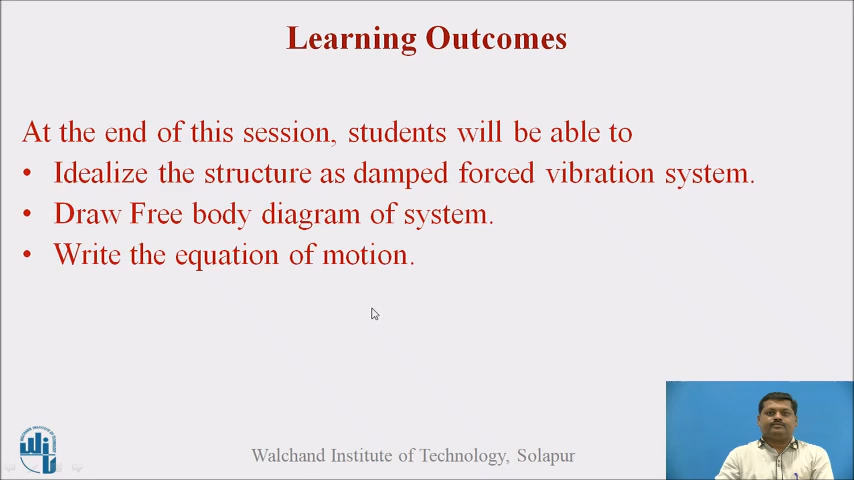 Learning Outcomes
At the end of this session, students will be able to
• Idealize the structure as damped forced vibration system.
• Draw Free body diagram of system.
• Write the equation of motion.
Walchand Institute of Technology, Solapur